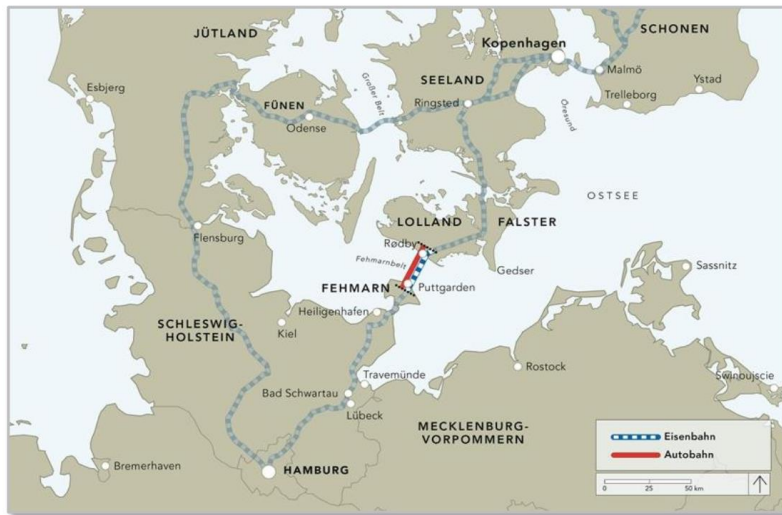 JÜTLAND
SCHONEN
Kopenhagen
Malmö
Esbjerg
SEELAND
Großer Belt
FÜNEN
Ringsted
Ystad
Trelleborg
Odense
Öresund
OSTSEE
LOLLAND
FALSTER
Flensburg
Rødby
Fehmarnbelt
Gedser
Sassnitz
FEHMARN
Puttgarden
Heiligenhafen
SCHLESWIG-
HOLSTEIN
Kiel
Rostock
Travemünde
Swinoujscie
Bad Schwartau
Lübeck
MECKLENBURG-
VORPOMMERN
Eisenbahn
Autobahn
Bremerhaven
HAMBURG
0 25 50 km